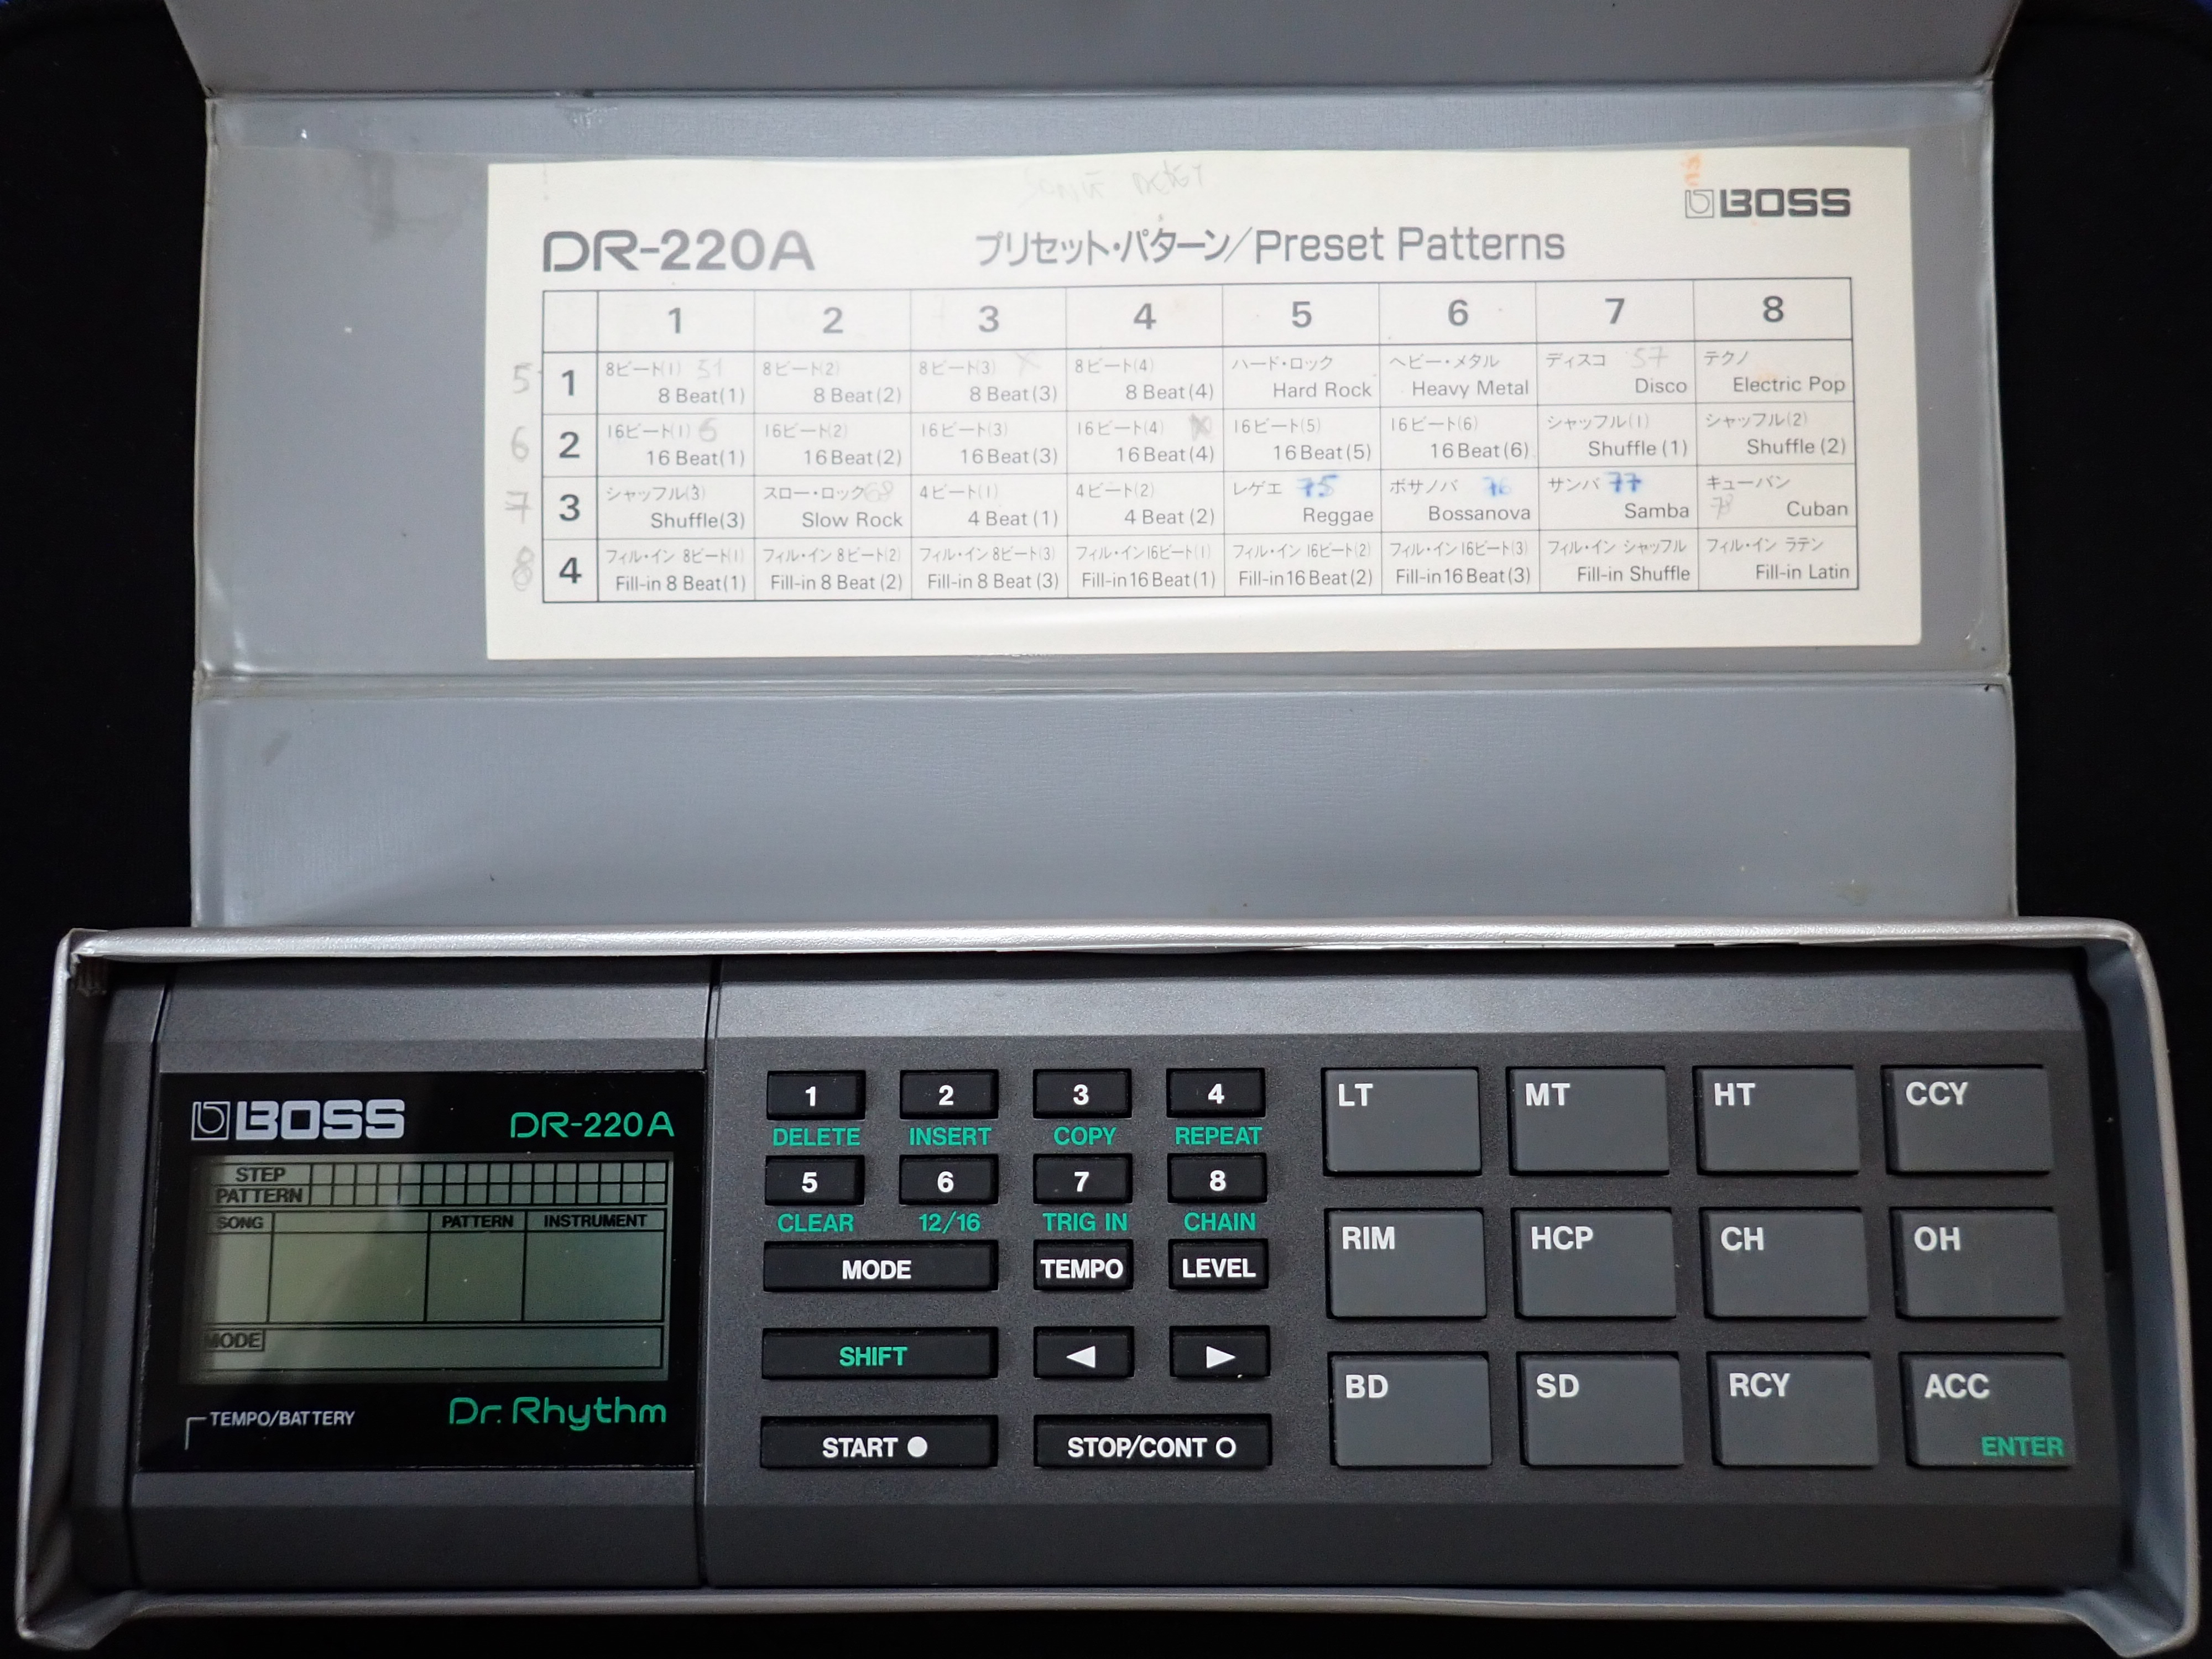 BOSS
DR-220A プリセット・パターン/Preset Patterns
1 2 3 4 5 6 7 8
5 1 8ビート(1) 51 8ビート(2) 8ビート(3) X 8ビート(4) ハード・ロック ヘビー・メタル ディスコ 57 テクノ
8 Beat(1) 8 Beat(2) 8 Beat(3) 8 Beat(4) Hard Rock Heavy Metal Disco Electric Pop
6 2 16ビート(1) 16ビート(2) 16ビート(3) 16ビート(4) X 16ビート(5) 16ビート(6) シャッフル(1) シャッフル(2)
16 Beat(1) 16 Beat(2) 16 Beat(3) 16 Beat(4) 16 Beat(5) 16 Beat(6) Shuffle (1) Shuffle (2)
7 3 シャッフル(3) スロー・ロック 68 4ビート(1) 4ビート(2) レゲエ 75 ボサノバ 76 サンバ 77 キューバン
Shuffle(3) Slow Rock 4 Beat (1) 4 Beat (2) Reggae Bossanova Samba 78 Cuban
8 4 フィル・イン 8ビート(1) フィル・イン 8ビート(2) フィル・イン 8ビート(3) フィル・イン 16ビート(1) フィル・イン 16ビート(2) フィル・イン 16ビート(3) フィル・イン シャッフル フィル・イン ラテン
Fill-in 8 Beat(1) Fill-in 8 Beat (2) Fill-in 8 Beat (3) Fill-in 16 Beat (1) Fill-in 16 Beat (2) Fill-in 16 Beat (3) Fill-in Shuffle Fill-in Latin
BOSS DR-220A
STEP
PATTERN
SONG PATTERN INSTRUMENT
MODE
TEMPO/BATTERY Dr. Rhythm
1 2 3 4
DELETE INSERT COPY REPEAT
5 6 7 8
CLEAR 12/16 TRIG IN CHAIN
MODE TEMPO LEVEL
SHIFT ◀ ▶
START ● STOP/CONT ○
LT MT HT CCY
RIM HCP CH OH
BD SD RCY ACC
ENTER